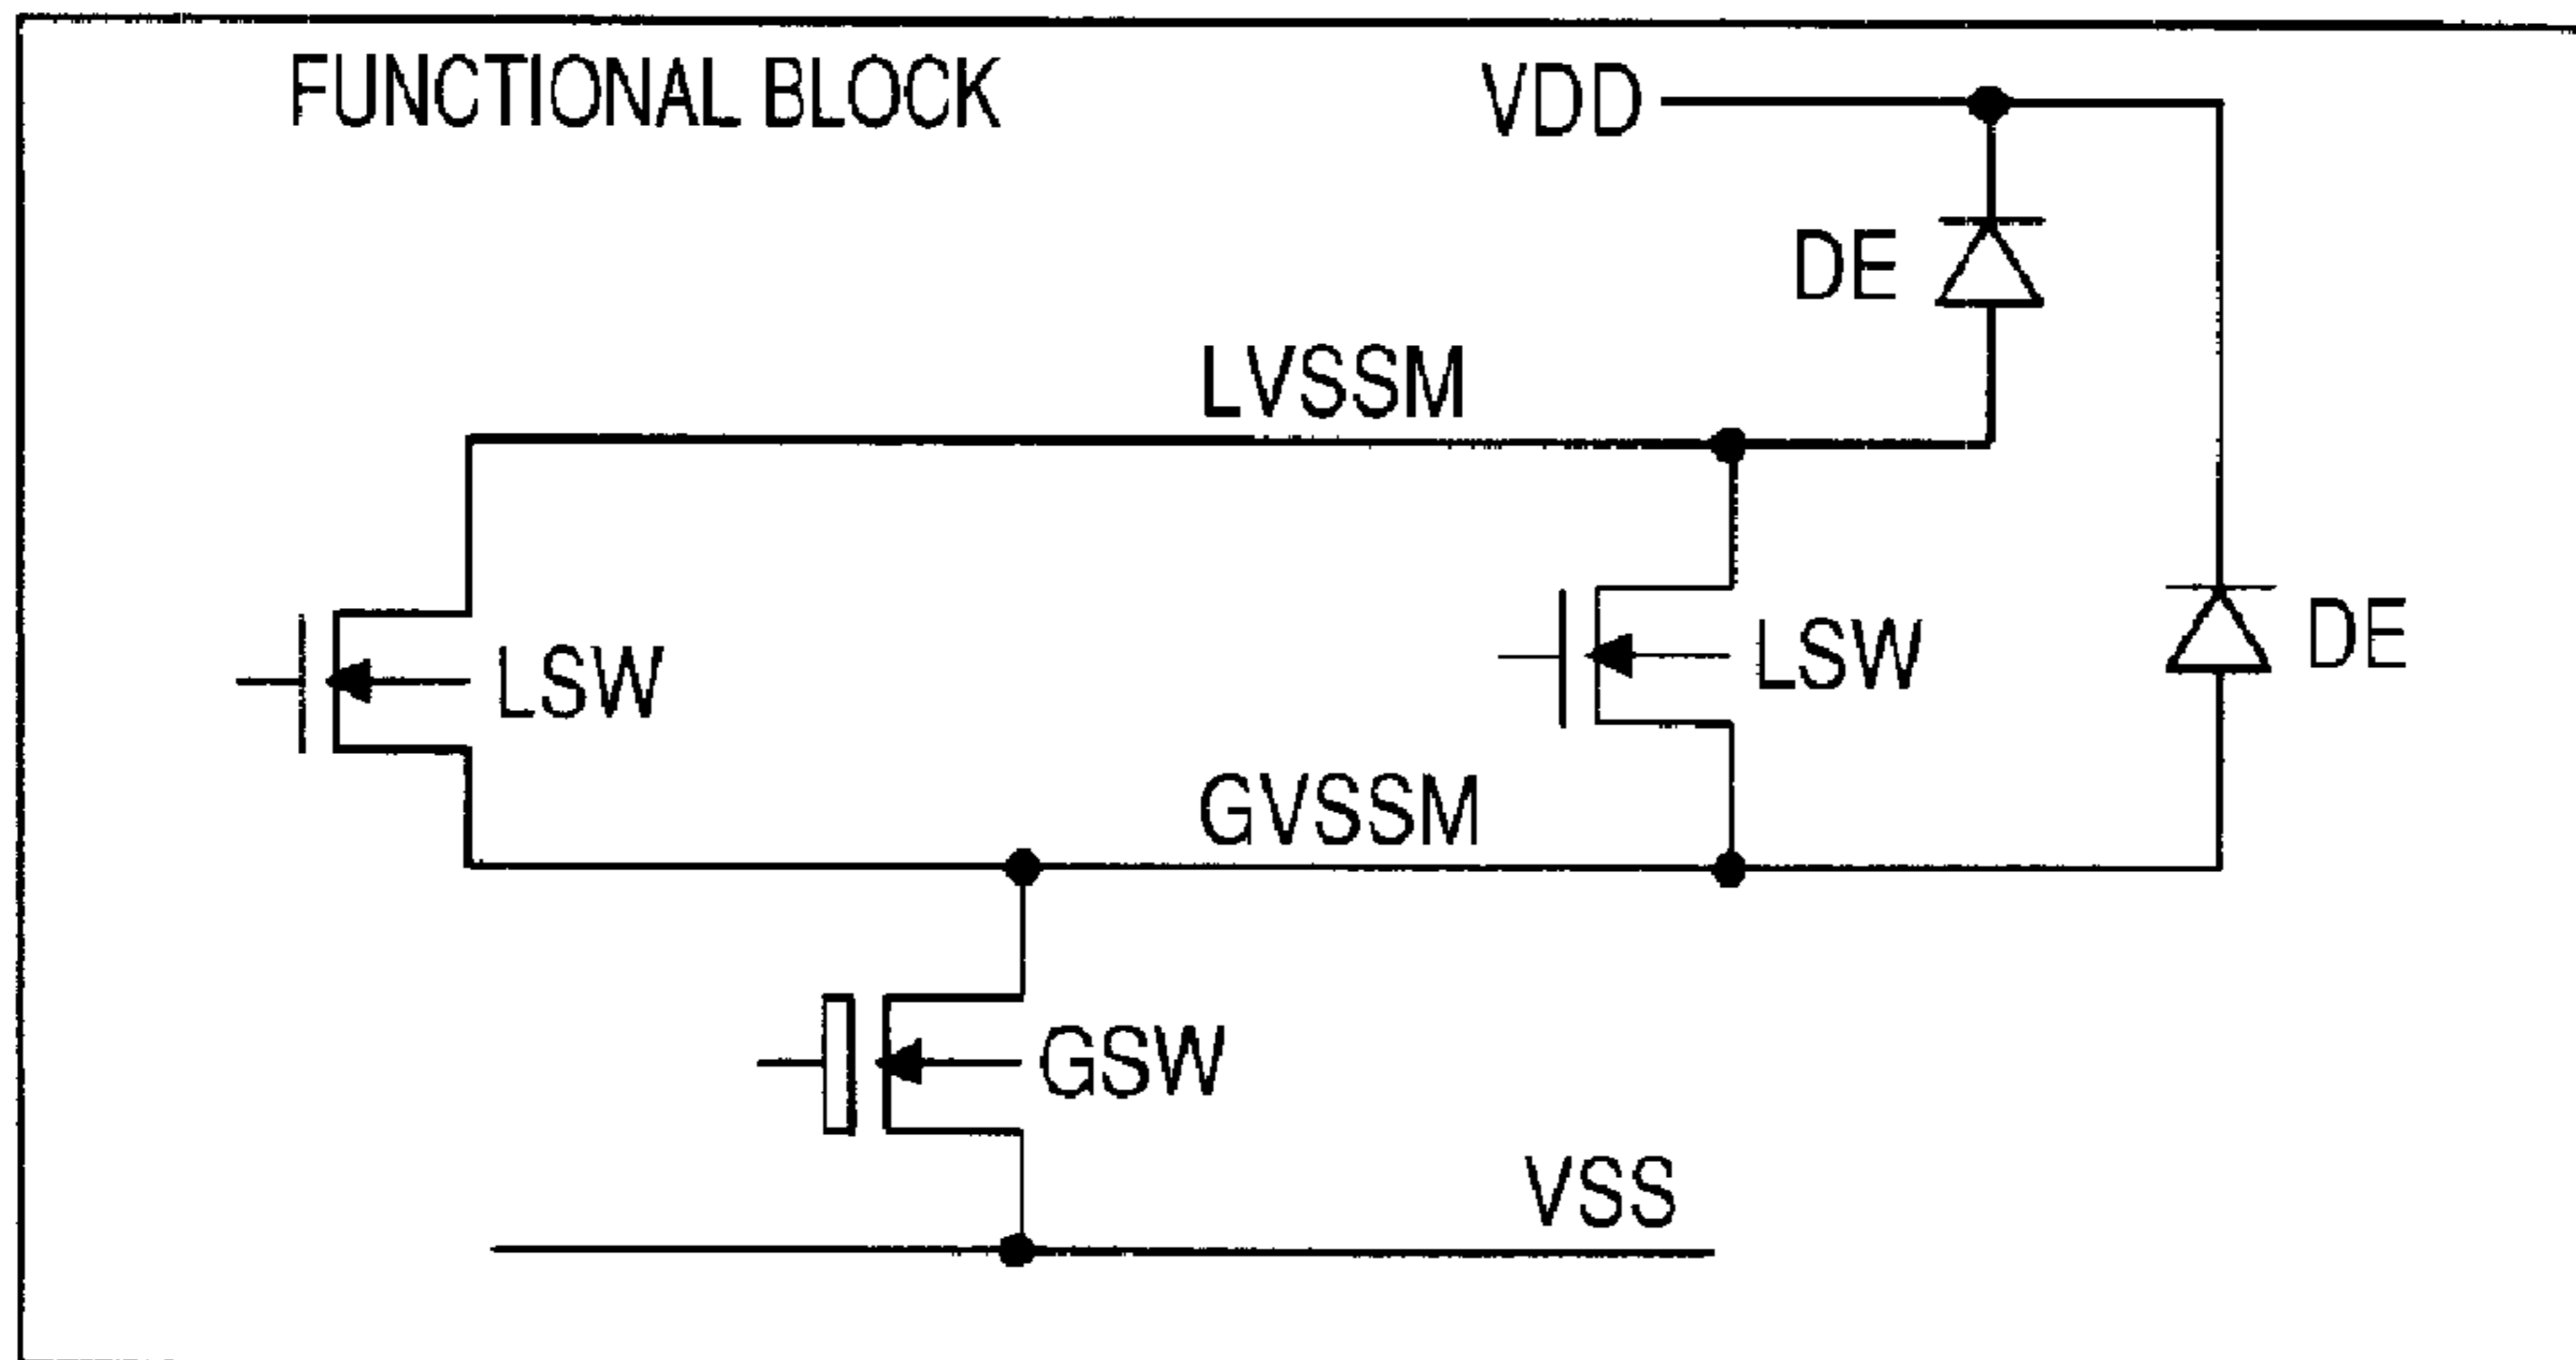 FUNCTIONAL BLOCK
VDD
DE
LVSSM
LSW
LSW
DE
GVSSM
GSW
VSS